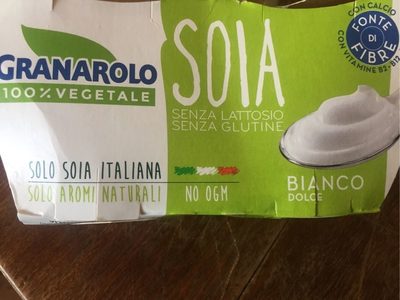 GRANAROLO
100% VEGETALE
SOIA
SENZA LATTOSIO
SENZA GLUTINE
CON CALCIO
FONTE
DI
FIBRE
CON VITAMINE B2-B12
SOLO SOIA ITALIANA
SOLO AROMI NATURALI
NO OGM
BIANCO
DOLCE